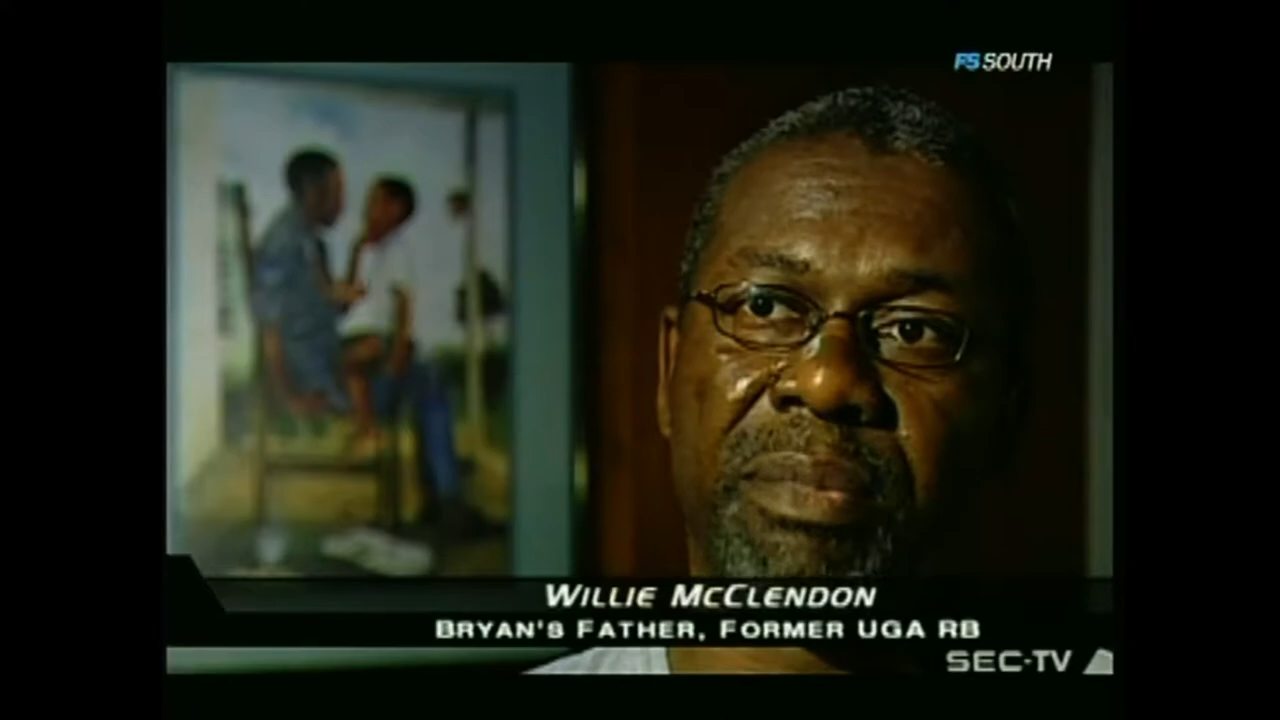 FS SOUTH
WILLIE MCCLENDON
BRYAN'S FATHER, FORMER UGA RB
SEC-TV